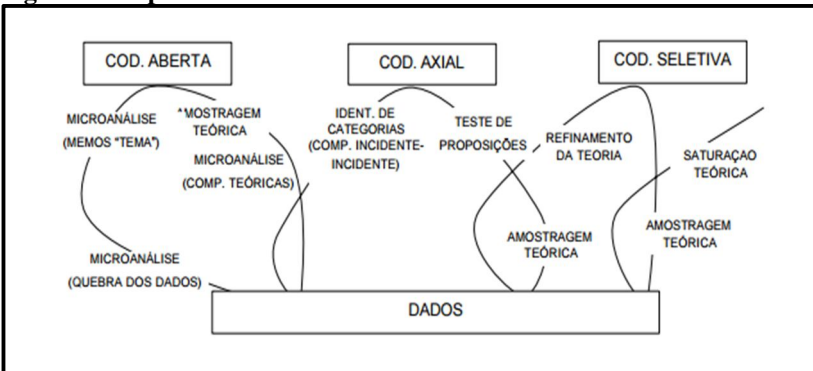 COD. ABERTA
COD. AXIAL
COD. SELETIVA
MICROANÁLISE
(MEMOS "TEMA")
MOSTRAGEM
TEÓRICA
MICROANÁLISE
(COMP. TEÓRICAS)
MICROANÁLISE
(QUEBRA DOS DADOS)
IDENT. DE
CATEGORIAS
(COMP. INCIDENTE-
INCIDENTE)
TESTE DE
PROPOSIÇÕES
REFINAMENTO
DA TEORIA
AMOSTRAGEM
TEÓRICA
SATURAÇAO
TEÓRICA
AMOSTRAGEM
TEÓRICA
DADOS